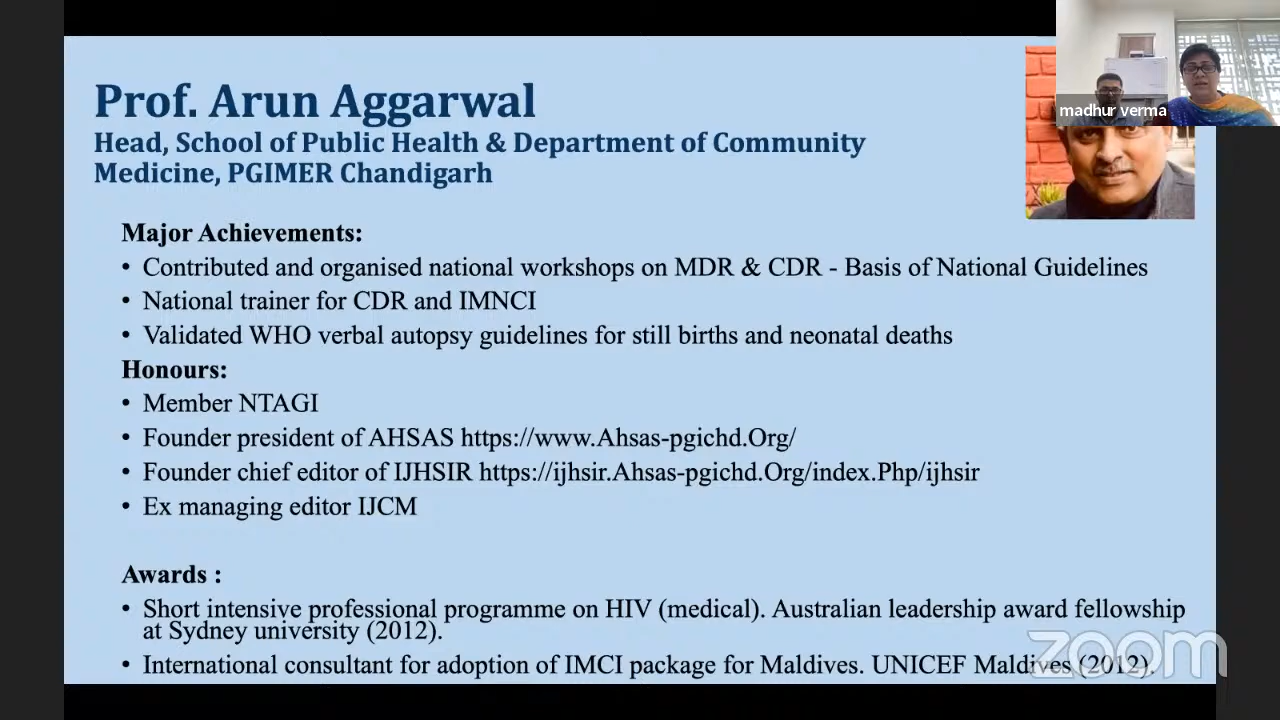 madhur verma
Prof. Arun Aggarwal
Head, School of Public Health & Department of Community
Medicine, PGIMER Chandigarh
Major Achievements:
• Contributed and organised national workshops on MDR & CDR - Basis of National Guidelines
• National trainer for CDR and IMNCI
• Validated WHO verbal autopsy guidelines for still births and neonatal deaths
Honours:
• Member NTAGI
• Founder president of AHSAS https://www.Ahsas-pgichd.Org/
• Founder chief editor of IJHSIR https://ijhsir.Ahsas-pgichd.Org/index.Php/ijhsir
• Ex managing editor IJCM
Awards :
• Short intensive professional programme on HIV (medical). Australian leadership award fellowship
at Sydney university (2012).
• International consultant for adoption of IMCI package for Maldives. UNICEF Maldives (2012).
zoom